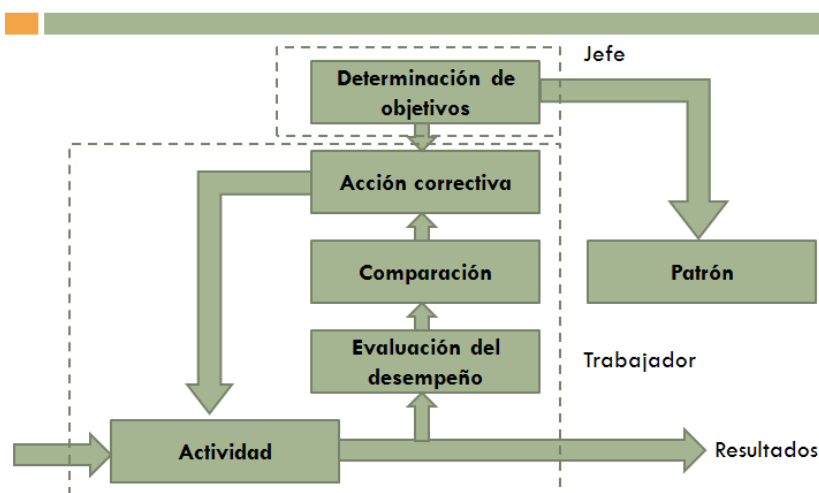 Jefe
Determinación de
objetivos
Acción correctiva
Comparación
Patrón
Evaluación del
desempeño
Trabajador
Actividad
Resultados